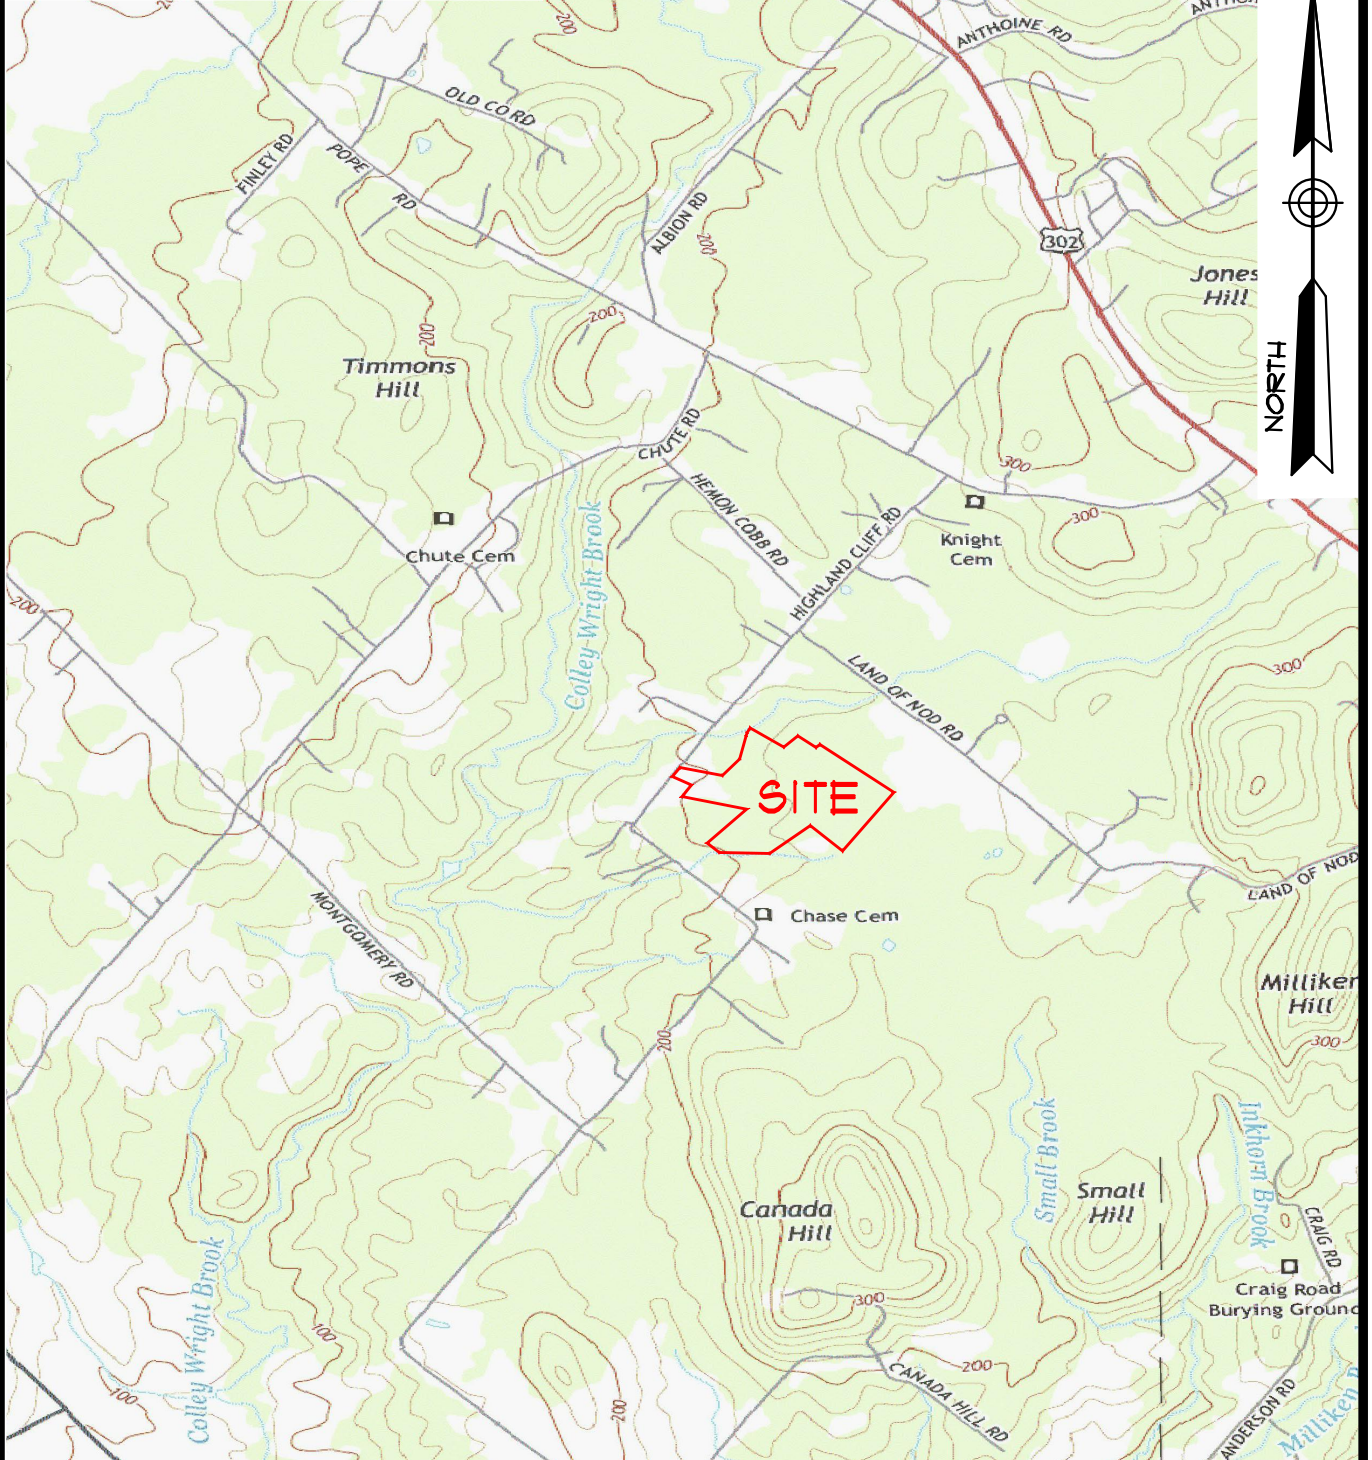 200
200
ANTHOINE RD
OLD CO RD
FINLEY RD
POPE
RD
ALBION RD
200
302
Jones
Hill
NORTH
200
200
Timmons
Hill
CHUTE RD
300
HEMON COBB RD
HIGHLAND CLIFF RD
Knight
Cem
300
Chute Cem
Colley Wright Brook
200
LAND OF NOD RD
300
SITE
LAND OF NOD
MONTGOMERY RD
Chase Cem
Milliken
Hill
300
200
Small Brook
Inkhorn Brook
Small
Hill
Canada
Hill
CRAIG RD
Craig Road
Burying Ground
300
Colley Wright Brook
100
100
200
200
CANADA HILL RD
ANDERSON RD
Milliken